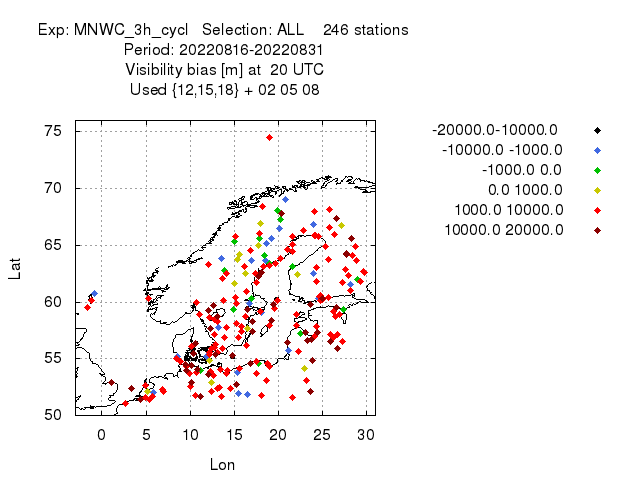 Exp: MNWC_3h_cycl   Selection: ALL    246 stations
Period: 20220816-20220831
Visibility bias [m] at  20 UTC
Used {12,15,18} + 02 05 08
-20000.0-10000.0
-10000.0 -1000.0
-1000.0 0.0
0.0 1000.0
1000.0 10000.0
10000.0 20000.0
75
70
65
60
55
50
Lat
0 5 10 15 20 25 30
Lon